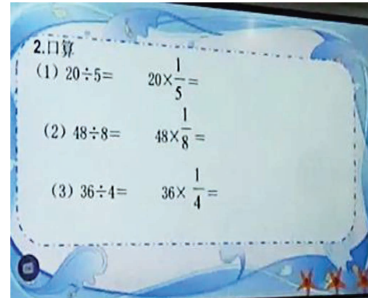 2.口算
(1) 20÷5=  20×1/5=
(2) 48÷8=  48×1/8=
(3) 36÷4=  36×1/4=